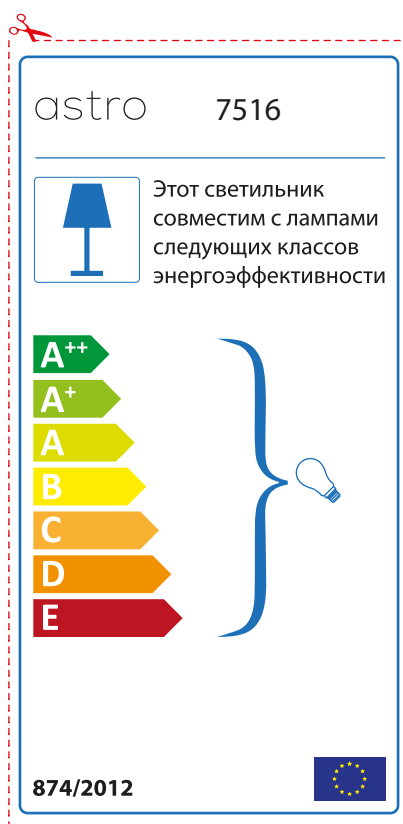 astro 7516
Этот светильник
совместим с лампами
следующих классов
энергоэффективности
A++
A+
A
B
C
D
E
874/2012